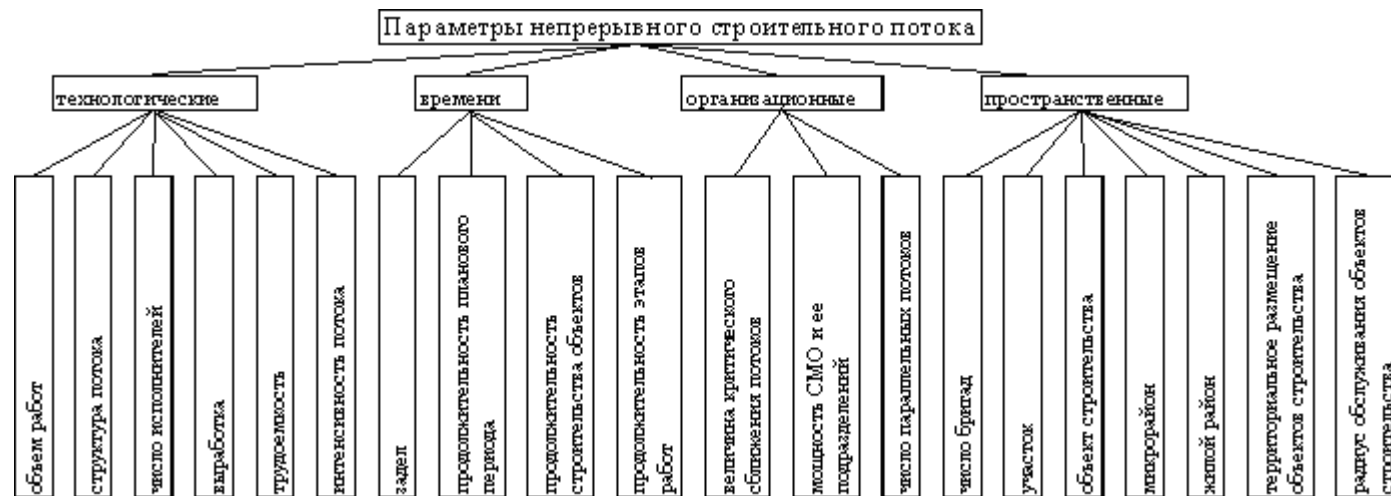 Параметры непрерывного строительного потока
технологические
времени
организационные
пространственные
объем работ
структура потока
число исполнителей
выработка
трудоемкость
интенсивность потока
задел
продолжительность планового
периода
продолжительность
строительства объектов
продолжительность этапов
работ
величина критического
сближения потоков
мощность СМО и ее
подразделений
число параллельных потоков
число бригад
участок
объект строительства
микрорайон
жилой район
территориальное размещение
объектов строительства
радиус обслуживания объектов
строительства